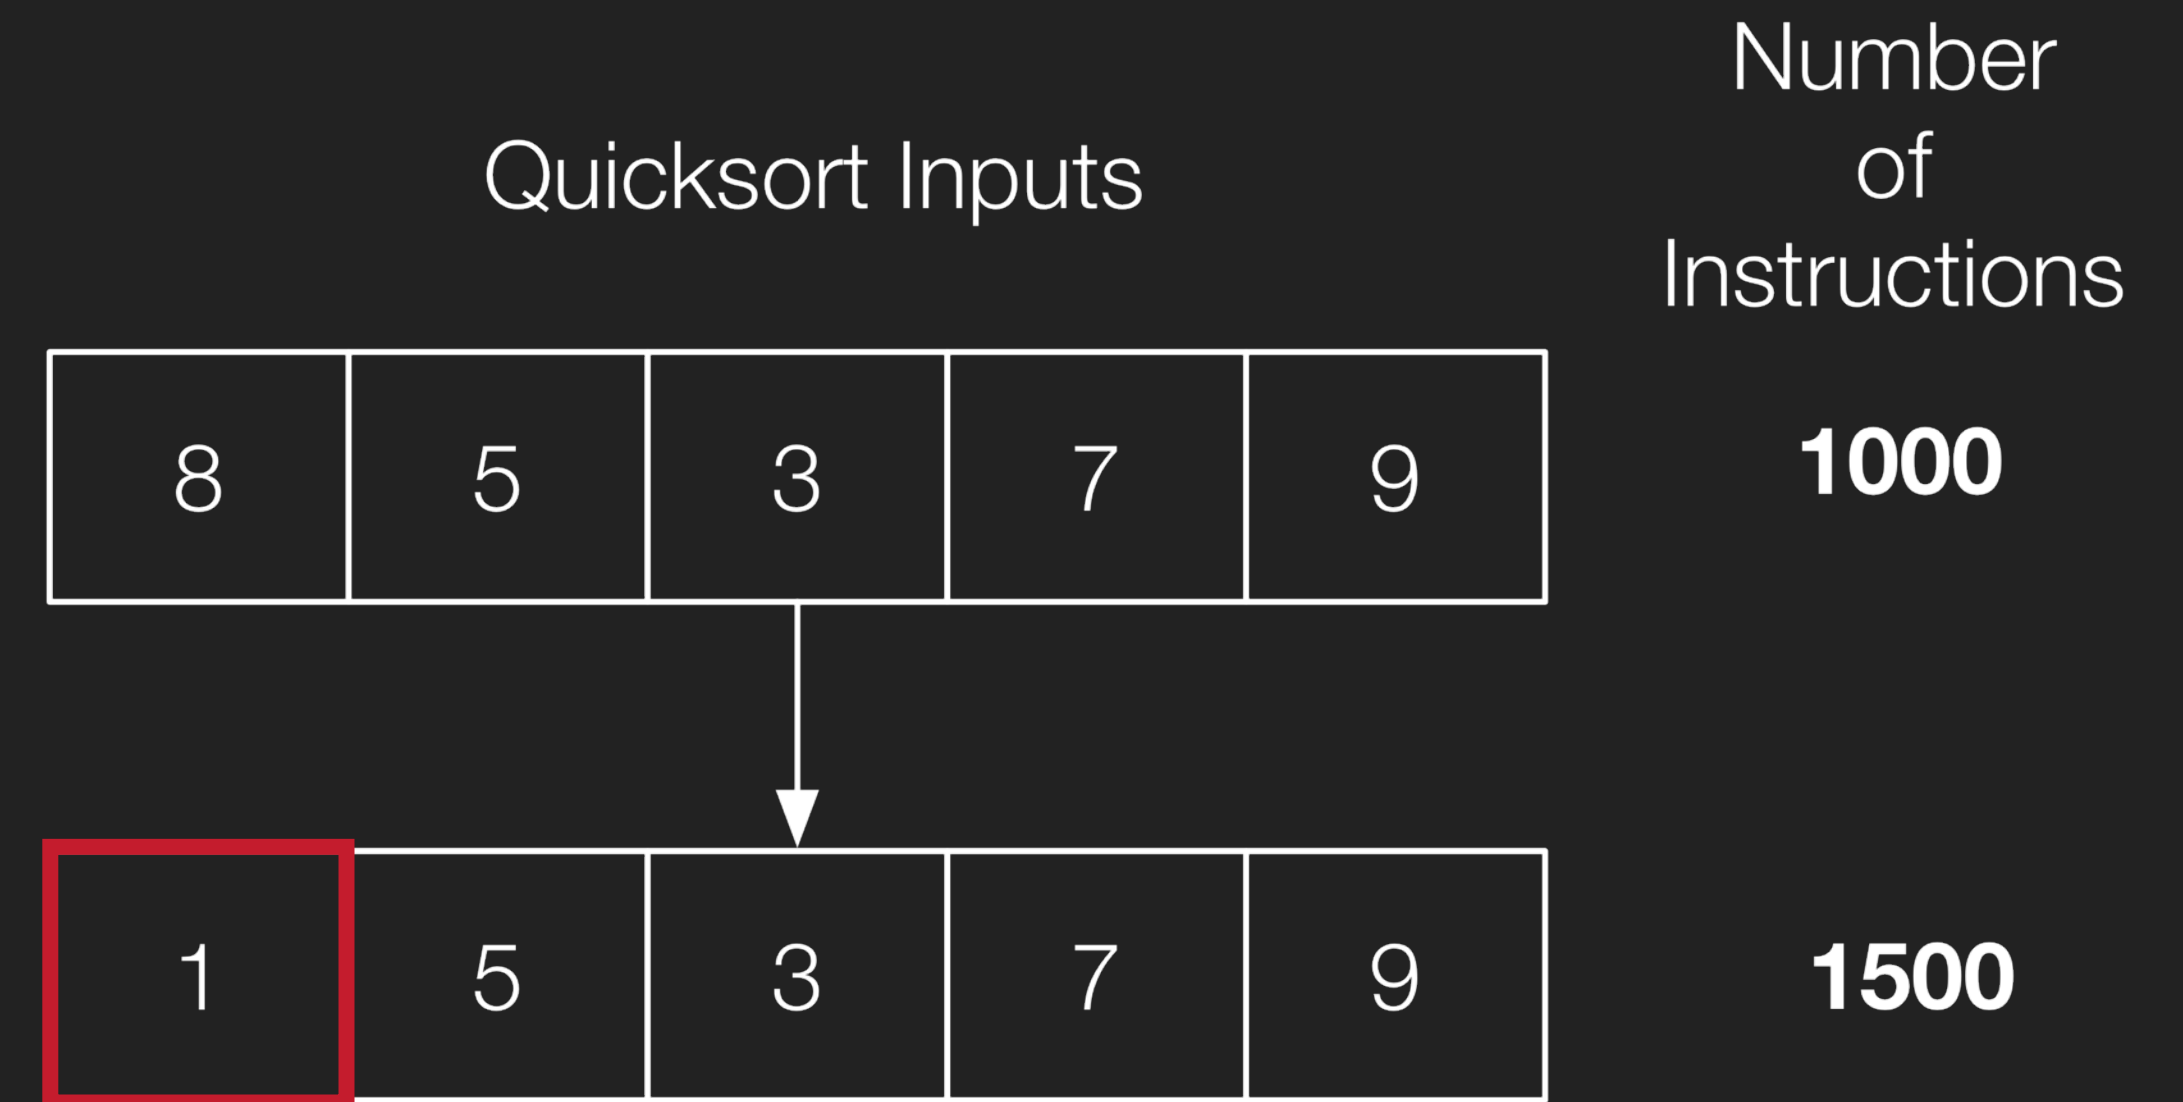 Number
of
Instructions
Quicksort Inputs
8 5 3 7 9 1000
1 5 3 7 9 1500